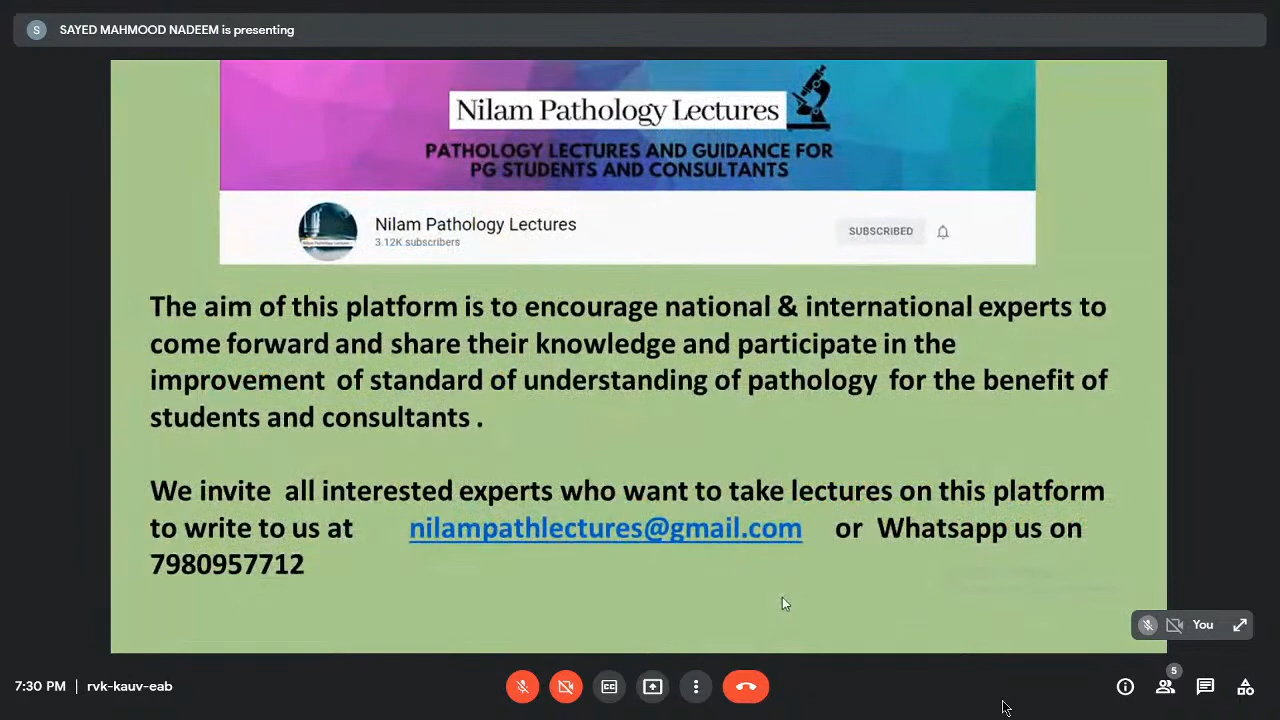 S SAYED MAHMOOD NADEEM is presenting
Nilam Pathology Lectures
PATHOLOGY LECTURES AND GUIDANCE FOR
PG STUDENTS AND CONSULTANTS
Nilam Pathology Lectures
3.12K subscribers
SUBSCRIBED
The aim of this platform is to encourage national & international experts to
come forward and share their knowledge and participate in the
improvement of standard of understanding of pathology for the benefit of
students and consultants .
We invite all interested experts who want to take lectures on this platform
to write to us at nilampathlectures@gmail.com or Whatsapp us on
7980957712
You
5
7:30 PM | rvk-kauv-eab
CC